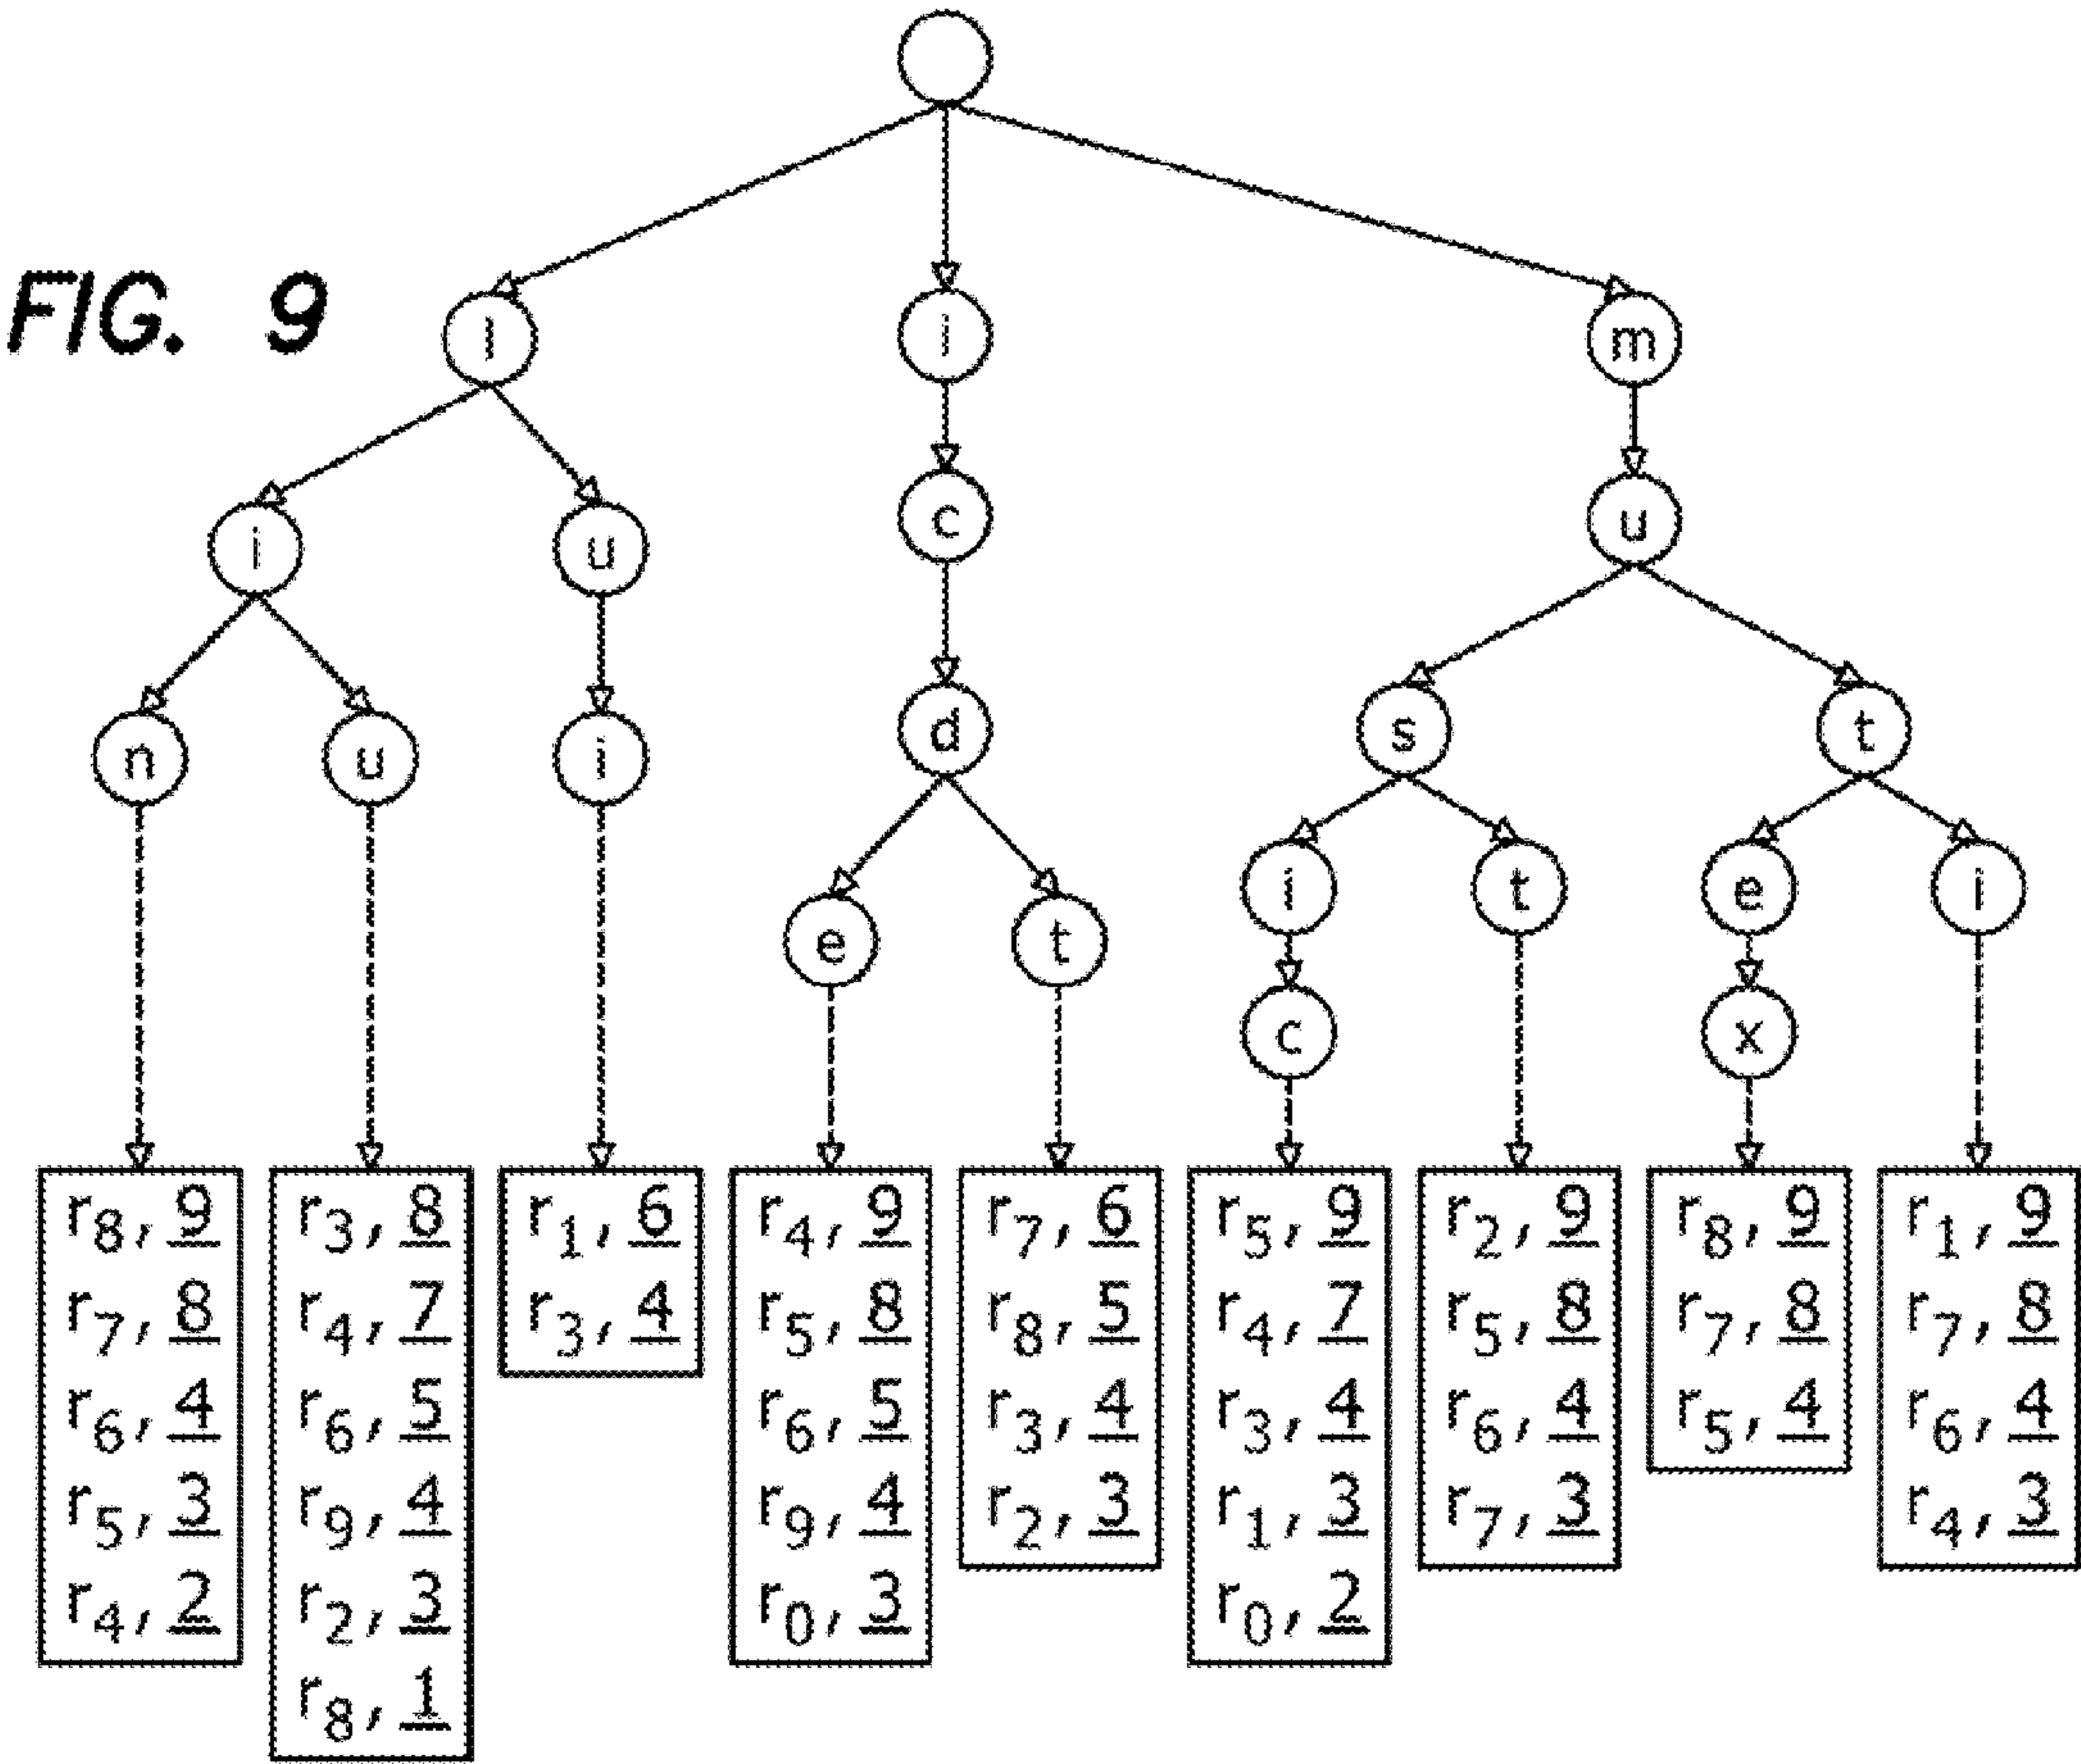 FIG. 9
l
i
m
i
u
c
u
n
u
i
d
s
t
e
t
i
t
e
i
c
x
r8, 9
r7, 8
r6, 4
r5, 3
r4, 2
r3, 8
r4, 7
r6, 5
r9, 4
r2, 3
r8, 1
r1, 6
r3, 4
r4, 9
r5, 8
r6, 5
r9, 4
r0, 3
r7, 6
r8, 5
r3, 4
r2, 3
r5, 9
r4, 7
r3, 4
r1, 3
r0, 2
r2, 9
r5, 8
r6, 4
r7, 3
r8, 9
r7, 8
r5, 4
r1, 9
r7, 8
r6, 4
r4, 3